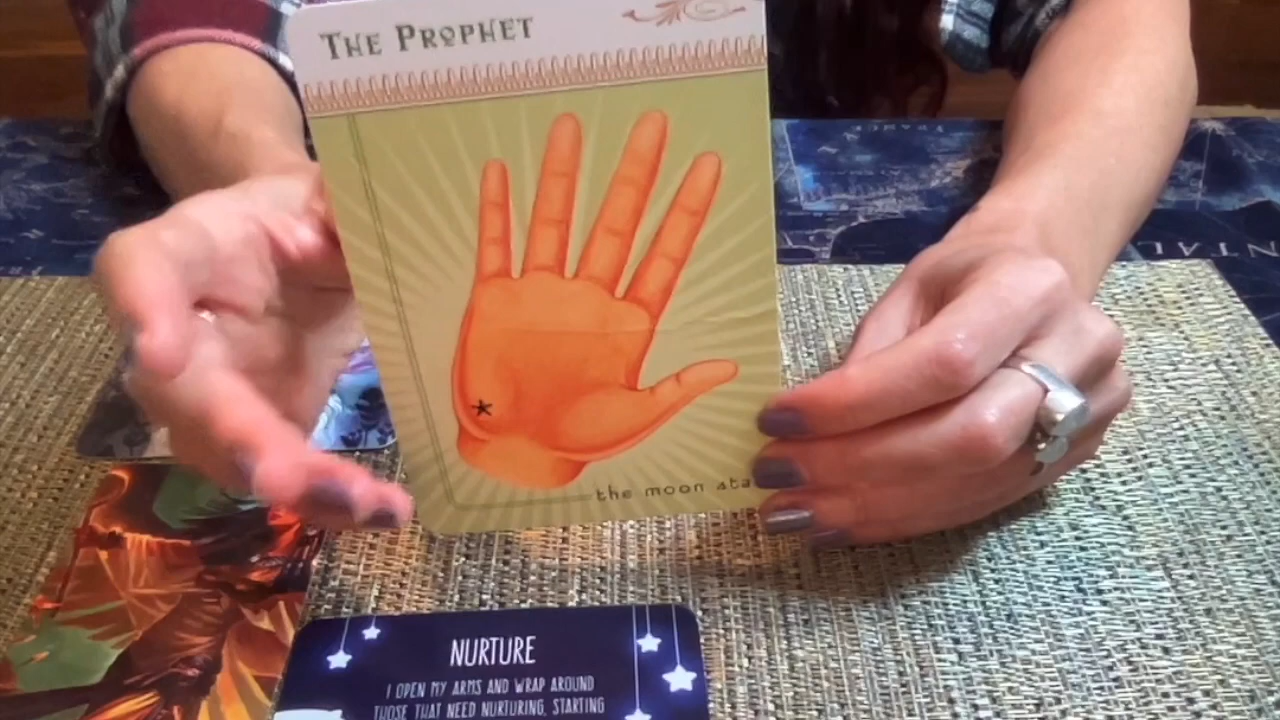 THE PROPHET
the moon sta
NURTURE
I OPEN MY ARMS AND WRAP AROUND
THOSE THAT NEED NURTURING, STARTING